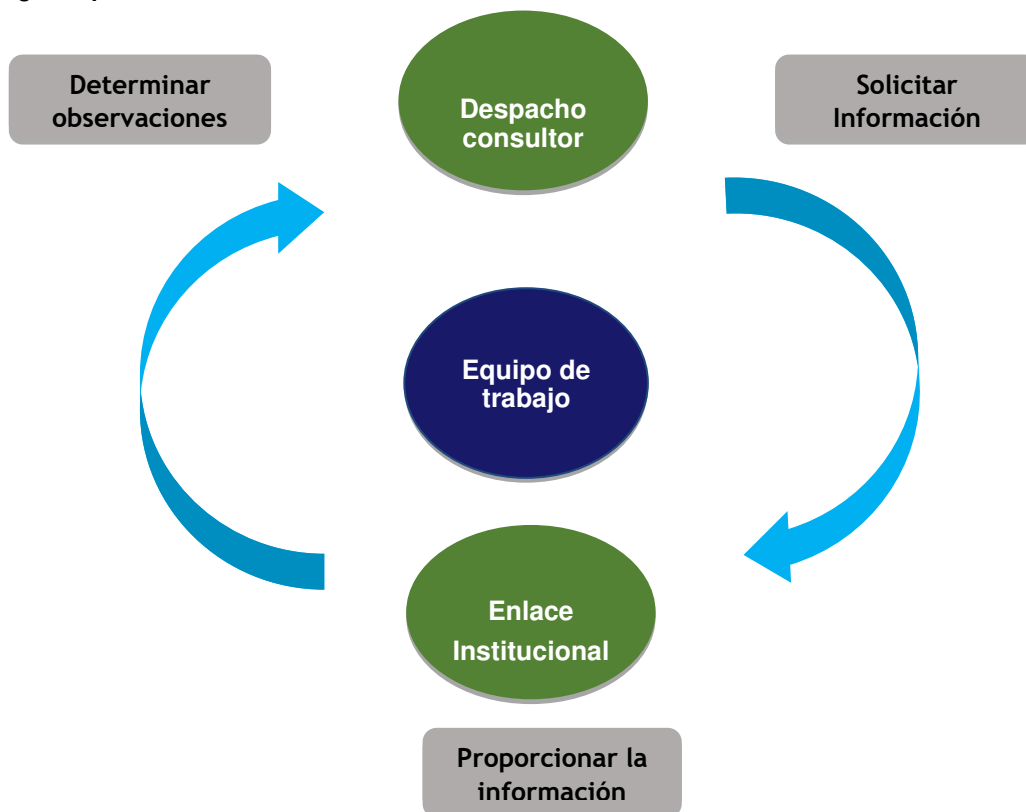 Determinar
observaciones
Despacho
consultor
Solicitar
Información
Equipo de
trabajo
Enlace
Institucional
Proporcionar la
información